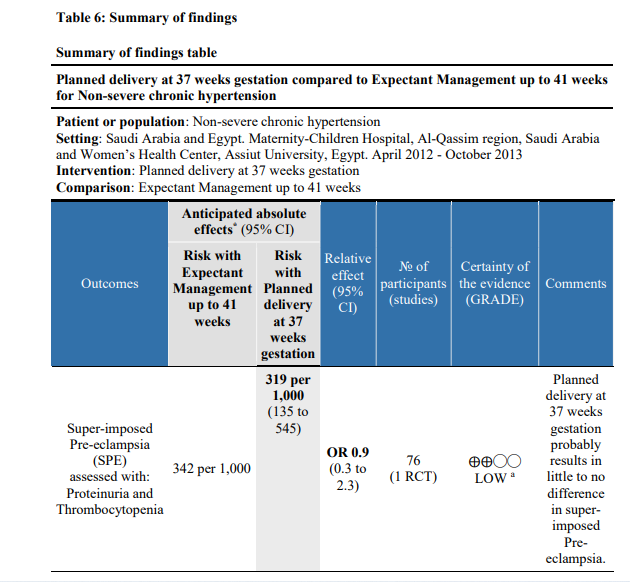 Table 6: Summary of findings
Summary of findings table
Planned delivery at 37 weeks gestation compared to Expectant Management up to 41 weeks
for Non-severe chronic hypertension
Patient or population: Non-severe chronic hypertension
Setting: Saudi Arabia and Egypt. Maternity-Children Hospital, Al-Qassim region, Saudi Arabia
and Women's Health Center, Assiut University, Egypt. April 2012 - October 2013
Intervention: Planned delivery at 37 weeks gestation
Comparison: Expectant Management up to 41 weeks
Outcomes
Anticipated absolute
effects* (95% CI)
Risk with
Expectant
Management
up to 41
weeks
Risk
with
Planned
delivery
at 37
weeks
gestation
Relative
effect
(95%
CI)
№ of
participants
(studies)
Certainty of
the evidence
(GRADE)
Comments
Super-imposed
Pre-eclampsia
(SPE)
assessed with:
Proteinuria and
Thrombocytopenia
342 per 1,000
319 per
1,000
(135 to
545)
OR 0.9
(0.3 to
2.3)
76
(1 RCT)
⨁⨁◯◯
LOW a
Planned
delivery at
37 weeks
gestation
probably
results in
little to no
difference
in super-
imposed
Pre-
eclampsia.